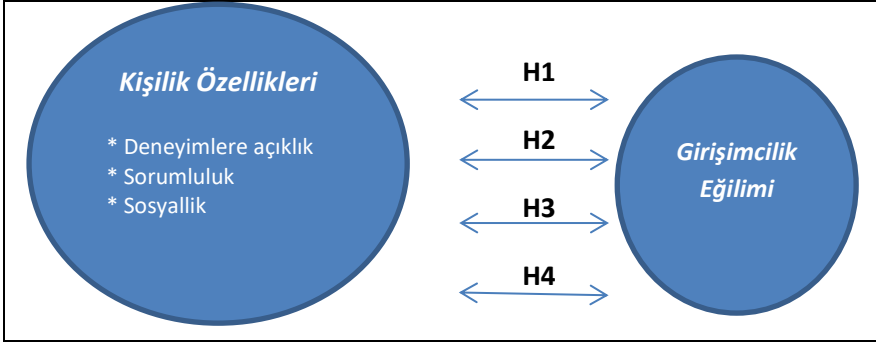 Kişilik Özellikleri
* Deneyimlere açıklık
* Sorumluluk
* Sosyallik
H1
H2
H3
H4
Girişimcilik
Eğilimi